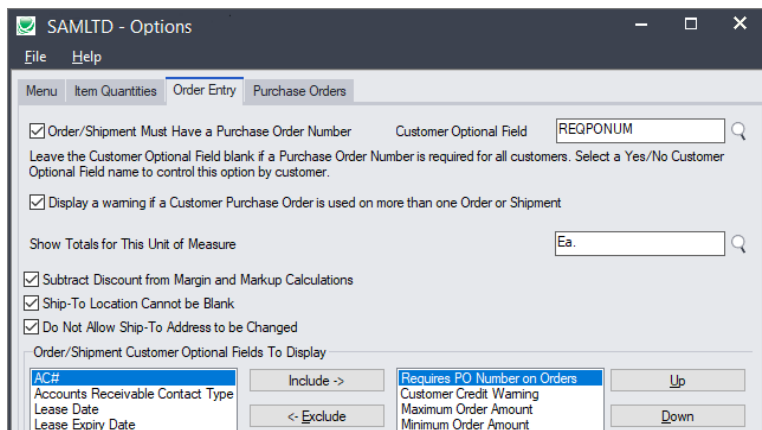 SAMLTD - Options
File Help
Menu Item Quantities Order Entry Purchase Orders
Order/Shipment Must Have a Purchase Order Number Customer Optional Field REQPONUM
Leave the Customer Optional Field blank if a Purchase Order Number is required for all customers. Select a Yes/No Customer
Optional Field name to control this option by customer.
Display a warning if a Customer Purchase Order is used on more than one Order or Shipment
Show Totals for This Unit of Measure Ea.
Subtract Discount from Margin and Markup Calculations
Ship-To Location Cannot be Blank
Do Not Allow Ship-To Address to be Changed
Order/Shipment Customer Optional Fields To Display
AC# Include -> Requires PO Number on Orders Up
Accounts Receivable Contact Type Customer Credit Warning
Lease Date <- Exclude Maximum Order Amount Down
Lease Expiry Date Minimum Order Amount